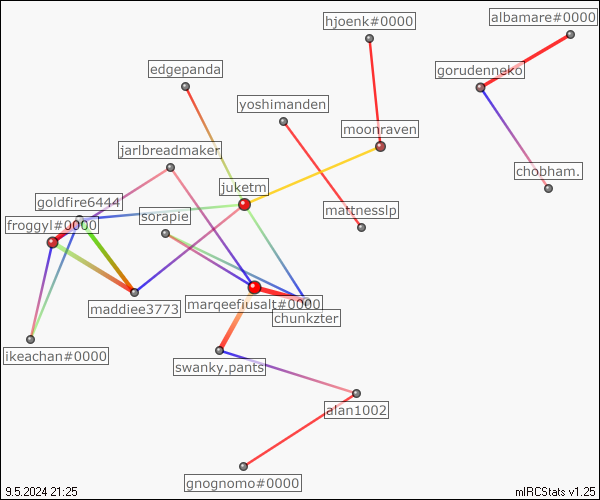 hjoenk#0000
albamare#0000
edgepanda
gorudenneko
yoshimanden
moonraven
jarlbreadmaker
chobham.
juketm
goldfire6444
sorapie
mattnesslp
froggyl#0000
maddiee3773
marqeefjusalt#0000
chunkzter
ikeachan#0000
swanky.pants
alan1002
gnognomo#0000
9.5.2024 21:25
mIRCStats v1.25